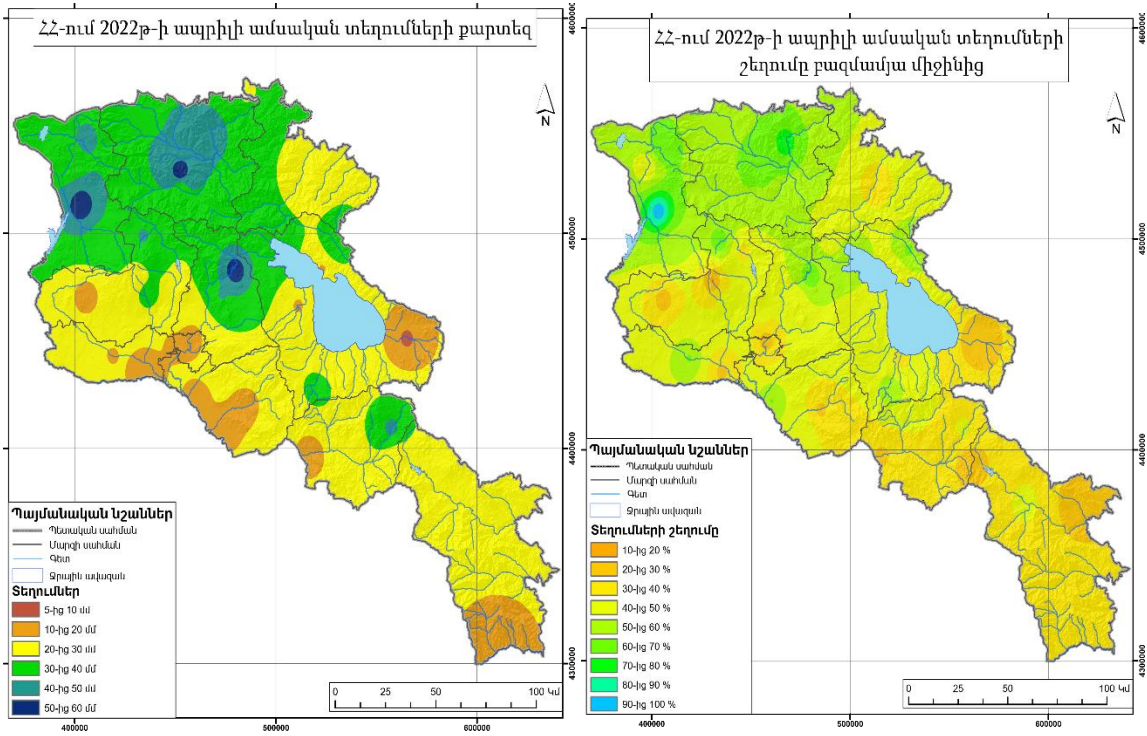 ՀՀ-ում 2022թ-ի ապրիլի ամսական տեղումների քարտեզ
4600000
4500000
4400000
4300000
N
Պայմանական նշաններ
Պետական սահման
Մարզի սահման
Գետ
Ջրային ավազան
Տեղումներ
5-ից 10 մմ
10-ից 20 մմ
20-ից 30 մմ
30-ից 40 մմ
40-ից 50 մմ
50-ից 60 մմ
0 25 50 100 Կմ
400000 500000 600000
ՀՀ-ում 2022թ-ի ապրիլի ամսական տեղումների
շեղումը բազմամյա միջինից
4600000
4500000
4400000
4300000
N
Պայմանական նշաններ
Պետական սահման
Մարզի սահման
Գետ
Ջրային ավազան
Տեղումների շեղումը
10-ից 20 %
20-ից 30 %
30-ից 40 %
40-ից 50 %
50-ից 60 %
60-ից 70 %
70-ից 80 %
80-ից 90 %
90-ից 100 %
0 25 50 100 Կմ
400000 500000 600000